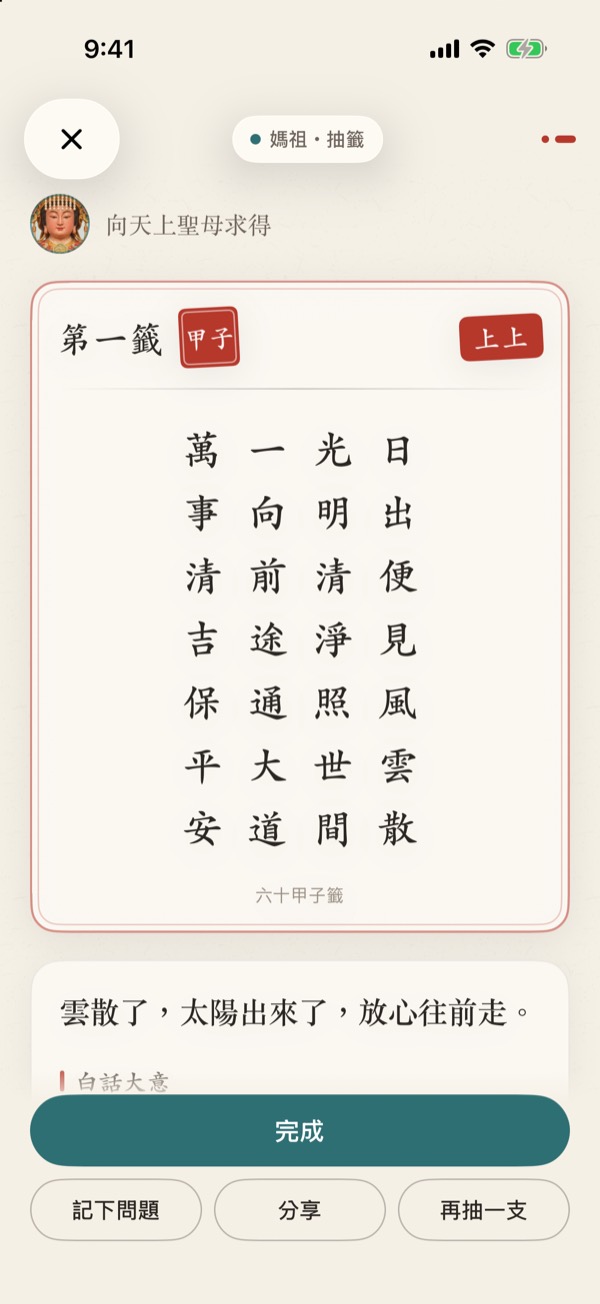 9:41
媽祖·抽籤
向天上聖母求得
第一籤
甲子
上上
日出便見風雲散
光明清淨照世間
一向前途通大道
萬事清吉保平安
六十甲子籤
雲散了，太陽出來了，放心往前走。
白話大意
完成
記下問題
分享
再抽一支